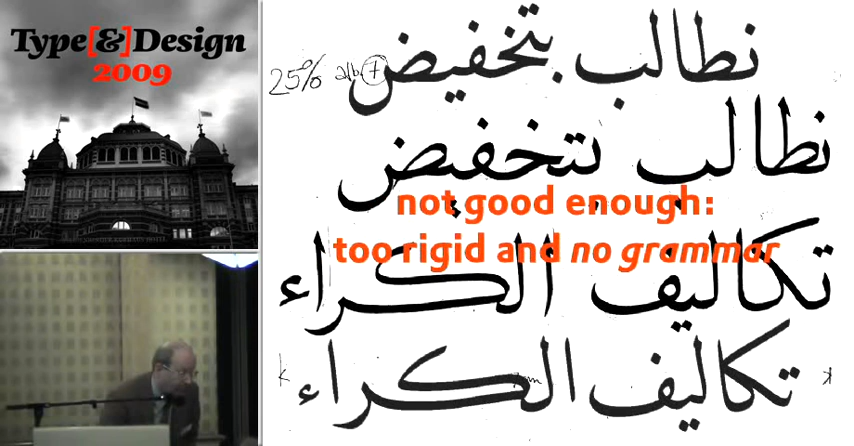 Type[&]Design
2009
نطالب بتخفيض
25%
7
نطالب بتخفيض
not good enough:
too rigid and no grammar
تكاليف الكراء
تكاليف الكراء
k
k